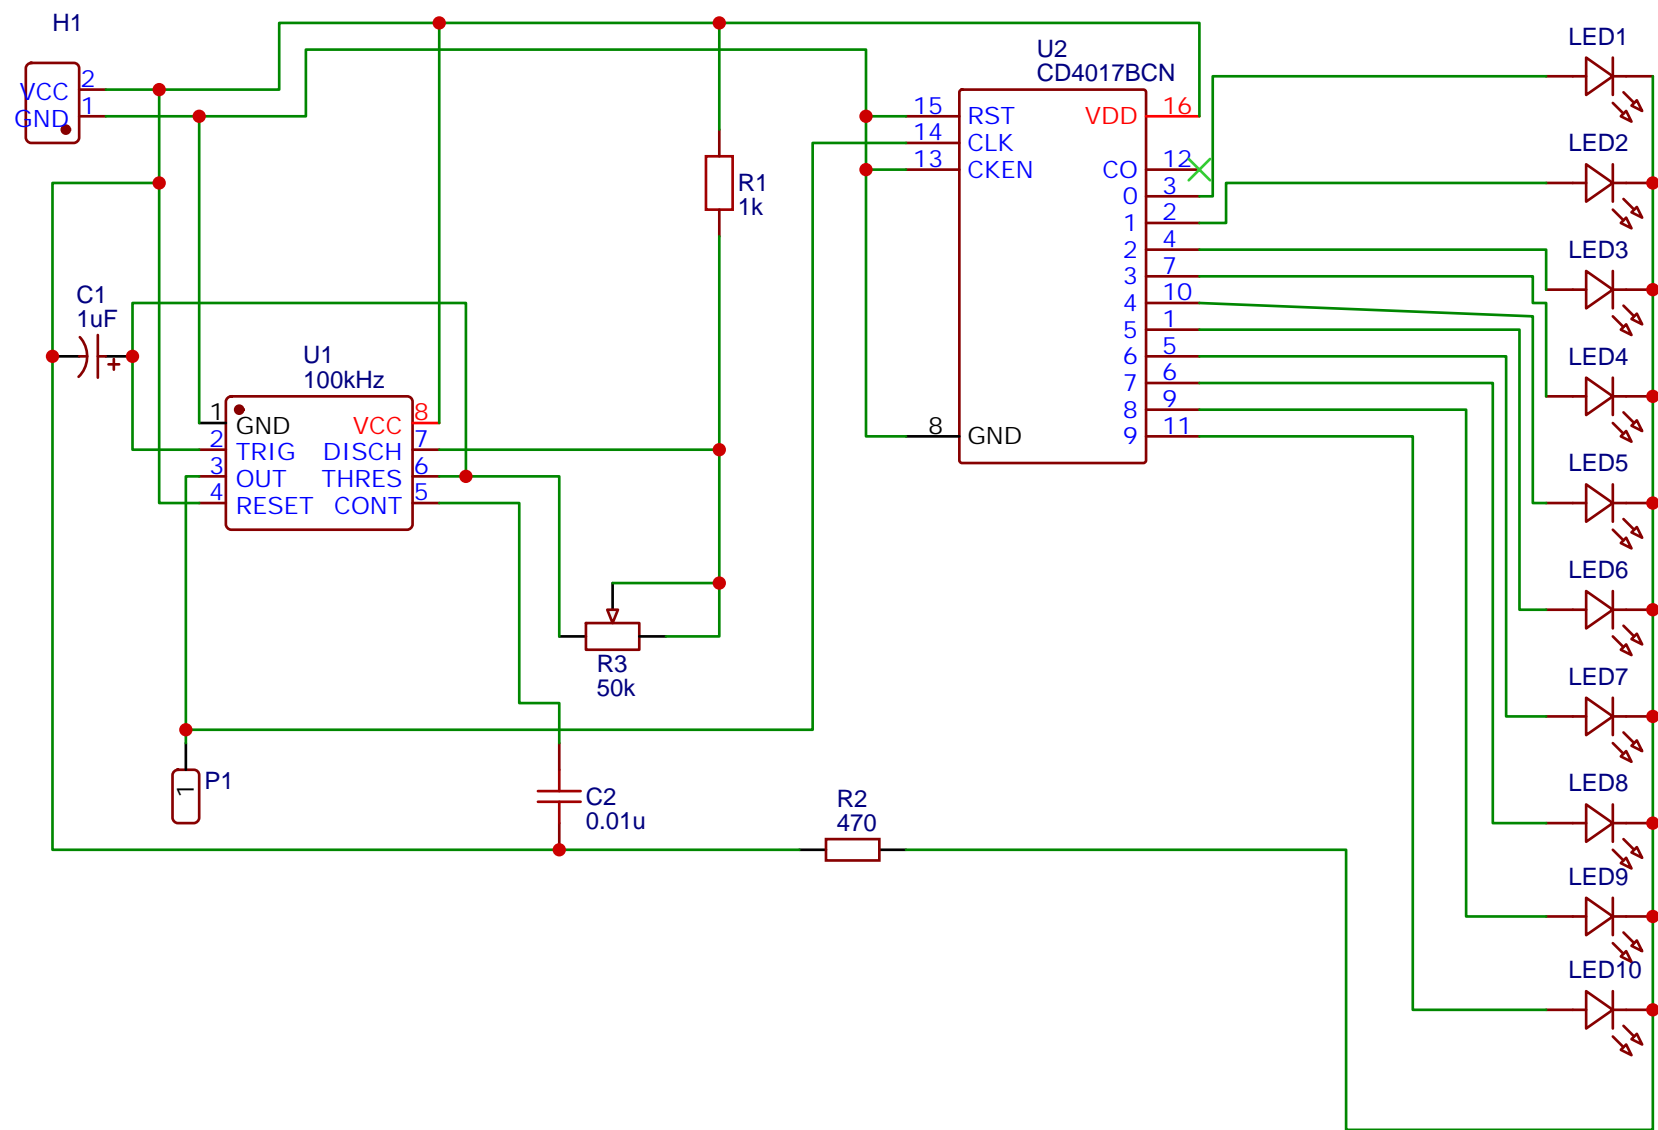 H1
VCC 2
GND 1
C1
1uF
U1
100kHz
1 GND VCC 8
2 TRIG DISCH 7
3 OUT THRES 6
4 RESET CONT 5
R1
1k
R3
50k
P1
1
C2
0.01u
R2
470
U2
CD4017BCN
15 RST VDD 16
14 CLK
13 CKEN CO 12
0 3
1 2
2 4
3 7
4 10
5 1
6 5
7 6
8 9
8 GND 9 11
LED1
LED2
LED3
LED4
LED5
LED6
LED7
LED8
LED9
LED10